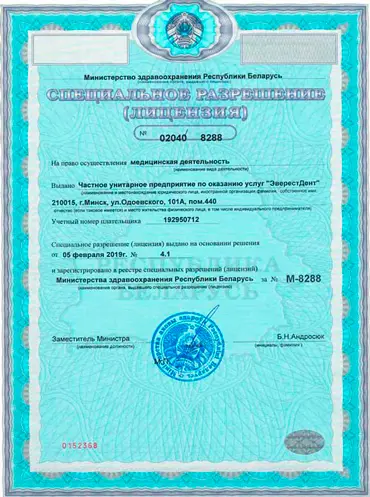 Министерство здравоохранения Республики Беларусь
СПЕЦИАЛЬНОЕ РАЗРЕШЕНИЕ
(ЛИЦЕНЗИЯ)
№ 02040 8288
На право осуществления медицинская деятельность
(наименование вида деятельности)
Выдано Частное унитарное предприятие по оказанию услуг "ЭверестДент"
(наименование и местонахождение юридического лица, иностранной организации, фамилия, собственное имя
210015, г.Минск, ул.Одоевского, 101А, пом.440
отчество (если таковое имеется) и место жительства физического лица, в том числе индивидуального предпринимателя)
Учетный номер плательщика 192950712
Специальное разрешение (лицензия) выдано на основании решения
от 05 февраля 2019г. № 4.1
и зарегистрировано в реестре специальных разрешений (лицензий)
Министерства здравоохранения Республики Беларусь за № М-8288
(наименование органа, выдавшего специальное разрешение (лицензию)
РЕСПУБЛИКА
БЕЛАРУСЬ
Заместитель Министра Б.Н.Андросюк
(наименование должности) (инициалы, фамилия)
М.П.
0152368